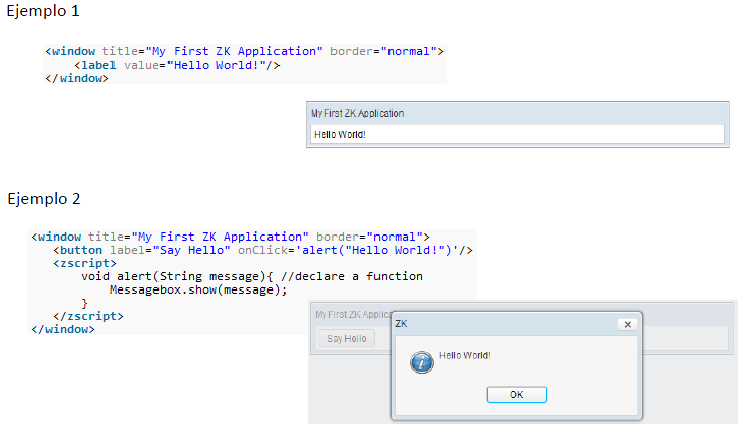 Ejemplo 1
<window title="My First ZK Application" border="normal">
<label value="Hello World!"/>
</window>
My First ZK Application
Hello World!
Ejemplo 2
<window title="My First ZK Application" border="normal">
<button label="Say Hello" onClick='alert("Hello World!")'/>
<zscript>
void alert(String message){ //declare a function
Messagebox.show(message);
}
</zscript>
</window>
My First ZK Applica
Say Hello
ZK
Hello World!
OK